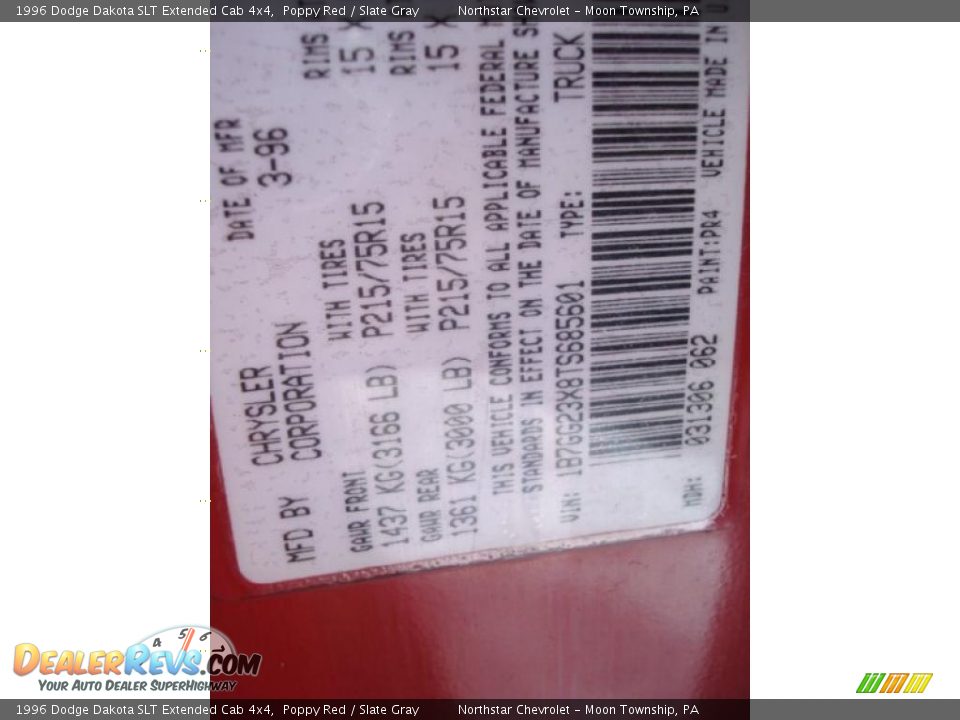 1996 Dodge Dakota SLT Extended Cab 4x4,  Poppy Red / Slate Gray    Northstar Chevrolet - Moon Township, PA
MFD BY CHRYSLER CORPORATION
DATE OF MFR 3-96
GAWR FRONT WITH TIRES RIMS
1437 KG(3166 LB) P215/75R15 15 X
GAWR REAR WITH TIRES RIMS
1361 KG(3000 LB) P215/75R15 15 X
THIS VEHICLE CONFORMS TO ALL APPLICABLE FEDERAL
STANDARDS IN EFFECT ON THE DATE OF MANUFACTURE
VIN: 1B7GG23X8TS685601 TYPE: TRUCK
MDH: 031306 062 PAINT:PR4 VEHICLE MADE IN U
4 5 6
DEALERREVS.COM
YOUR AUTO DEALER SUPERHIGHWAY
1996 Dodge Dakota SLT Extended Cab 4x4,  Poppy Red / Slate Gray    Northstar Chevrolet - Moon Township, PA